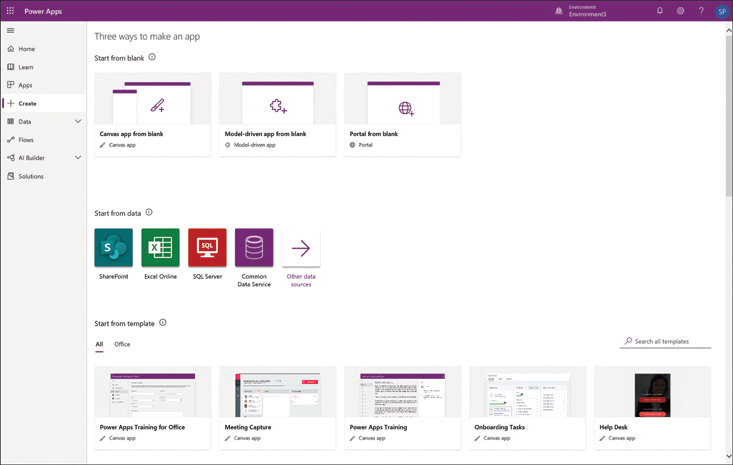 Power Apps
Environment
Environment3
SP
Home
Learn
Apps
Create
Data
Flows
AI Builder
Solutions
Three ways to make an app
Start from blank
Canvas app from blank
Canvas app
Model-driven app from blank
Model-driven app
Portal from blank
Portal
Start from data
S
SharePoint
X
Excel Online
SQL
SQL Server
Common
Data Service
Other data
sources
Start from template
All
Office
Search all templates
Power Apps Training for Office
Canvas app
Meeting Capture
Canvas app
Power Apps Training
Canvas app
Onboarding Tasks
Canvas app
Help Desk
Canvas app